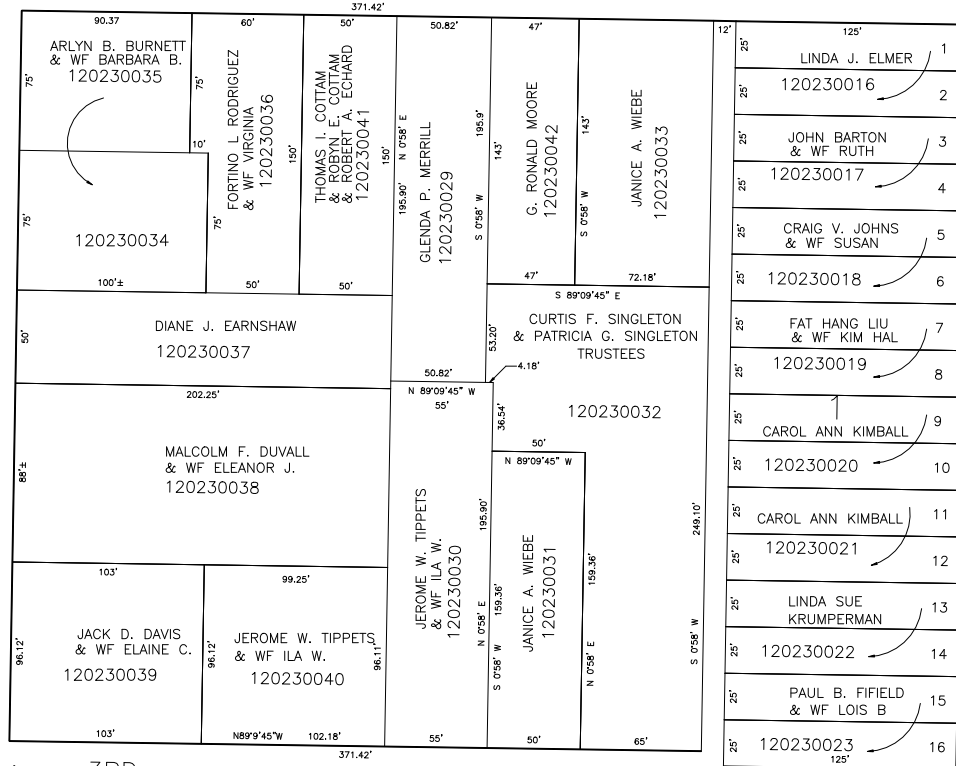 371.42'
90.37
60'
50'
50.82'
47'
12'
125'
ARLYN B. BURNETT
& WF BARBARA B.
120230035
75'
75'
10'
120230034
75'
100'±
FORTINO L RODRIGUEZ
& WF VIRGINIA
120230036
150'
50'
THOMAS I. COTTAM
& ROBYN E. COTTAM
& ROBERT A. ECHARD
120230041
150'
50'
N 0°58' E
195.90'
GLENDA P. MERRILL
120230029
195.9'
S 0°58' W
50.82'
143'
G. RONALD MOORE
120230042
47'
143'
S 0°58' W
JANICE A. WIEBE
120230033
72.18'
S 89°09'45" E
CURTIS F. SINGLETON
& PATRICIA G. SINGLETON
TRUSTEES
53.20'
4.18'
120230032
36.54'
50'
N 89°09'45" W
249.10'
S 0°58' W
65'
50'
DIANE J. EARNSHAW
120230037
202.25'
88'±
MALCOLM F. DUVALL
& WF ELEANOR J.
120230038
103'
96.12'
JACK D. DAVIS
& WF ELAINE C.
120230039
103'
99.25'
96.12'
JEROME W. TIPPETS
& WF ILA W.
120230040
96.11'
N89°9'45"W
102.18'
N 89°09'45" W
55'
JEROME W. TIPPETS
& WF ILA W.
120230030
195.90'
N 0°58' E
55'
159.36'
S 0°58' W
JANICE A. WIEBE
120230031
159.36'
N 0°58' E
50'
371.42'
25'
LINDA J. ELMER
1
25'
120230016
2
25'
JOHN BARTON
& WF RUTH
3
25'
120230017
4
25'
CRAIG V. JOHNS
& WF SUSAN
5
25'
120230018
6
25'
FAT HANG LIU
& WF KIM HAL
7
25'
120230019
8
25'
CAROL ANN KIMBALL
9
25'
120230020
10
25'
CAROL ANN KIMBALL
11
25'
120230021
12
25'
LINDA SUE
KRUMPERMAN
13
25'
120230022
14
25'
PAUL B. FIFIELD
& WF LOIS B
15
25'
120230023
16
125'